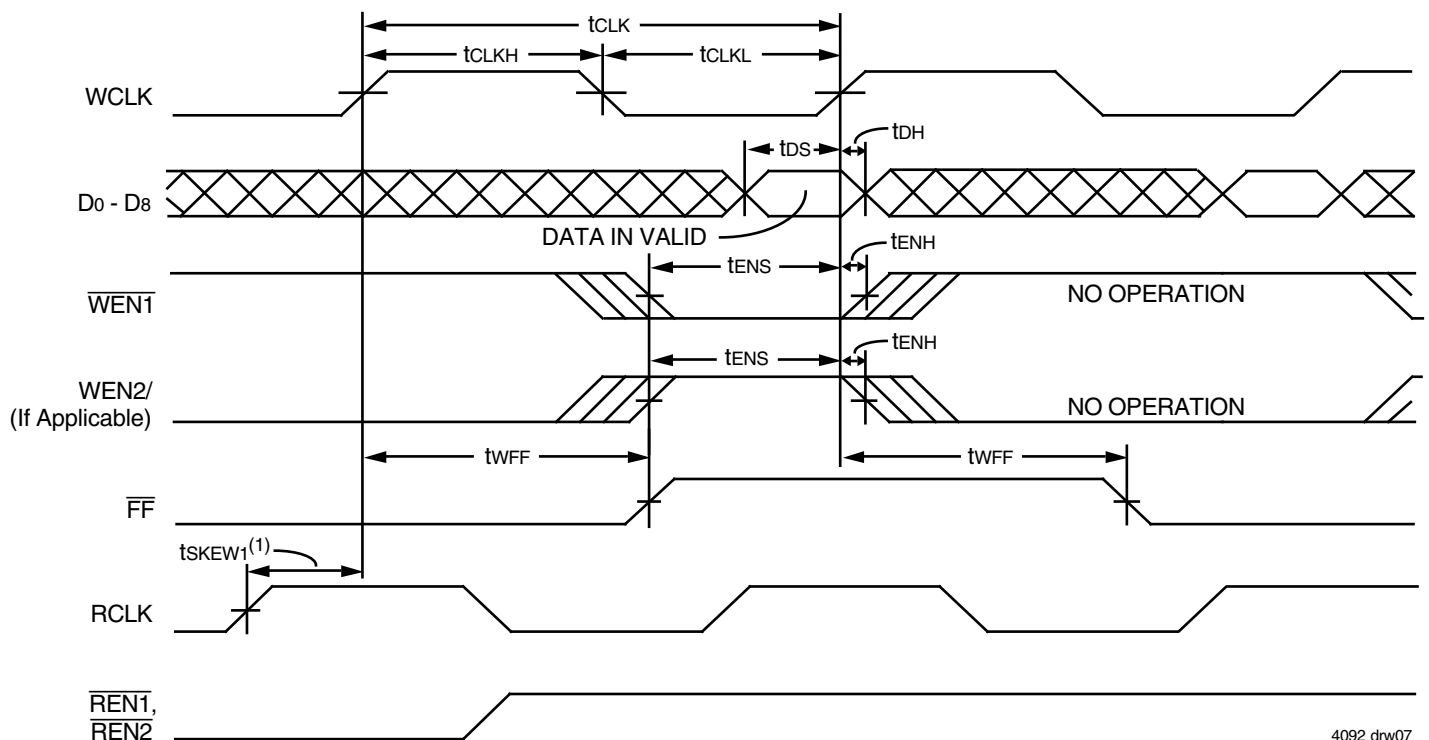 tCLK
tCLKH
tCLKL
WCLK
tDH
tDS
D0 - D8
DATA IN VALID
tENH
tENS
WEN1
NO OPERATION
tENH
tENS
WEN2/
(If Applicable)
NO OPERATION
tWFF
tWFF
FF
tSKEW1(1)
RCLK
REN1,
REN2
4092 drw07